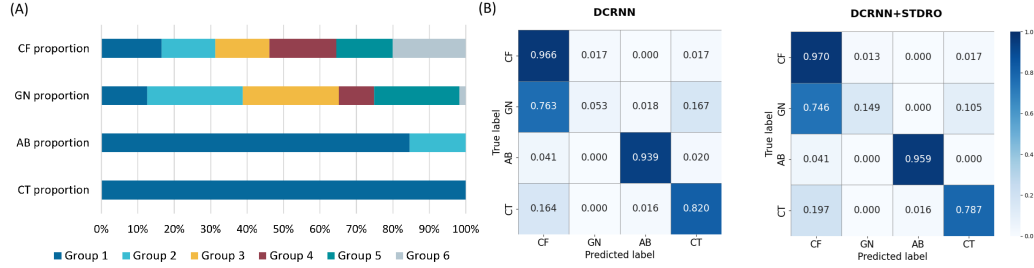 (A)
CF proportion
GN proportion
AB proportion
CT proportion
0% 10% 20% 30% 40% 50% 60% 70% 80% 90% 100%
Group 1 Group 2 Group 3 Group 4 Group 5 Group 6
(B)
DCRNN
True label
CF 0.966 0.017 0.000 0.017
GN 0.763 0.053 0.018 0.167
AB 0.041 0.000 0.939 0.020
CT 0.164 0.000 0.016 0.820
CF GN AB CT
Predicted label
DCRNN+STDRO
True label
CF 0.970 0.013 0.000 0.017
GN 0.746 0.149 0.000 0.105
AB 0.041 0.000 0.959 0.000
CT 0.197 0.000 0.016 0.787
CF GN AB CT
Predicted label
1.0
0.8
0.6
0.4
0.2
0.0